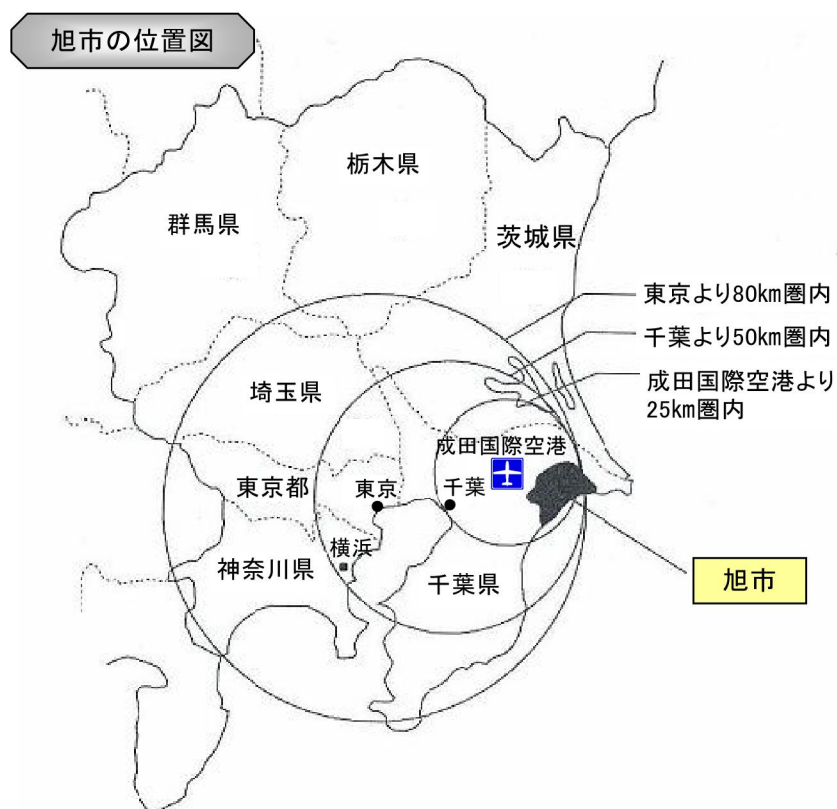 旭市の位置図
栃木県
群馬県
茨城県
東京より80km圏内
千葉より50km圏内
成田国際空港より
25km圏内
埼玉県
成田国際空港
東京都
東京
千葉
横浜
神奈川県
千葉県
旭市